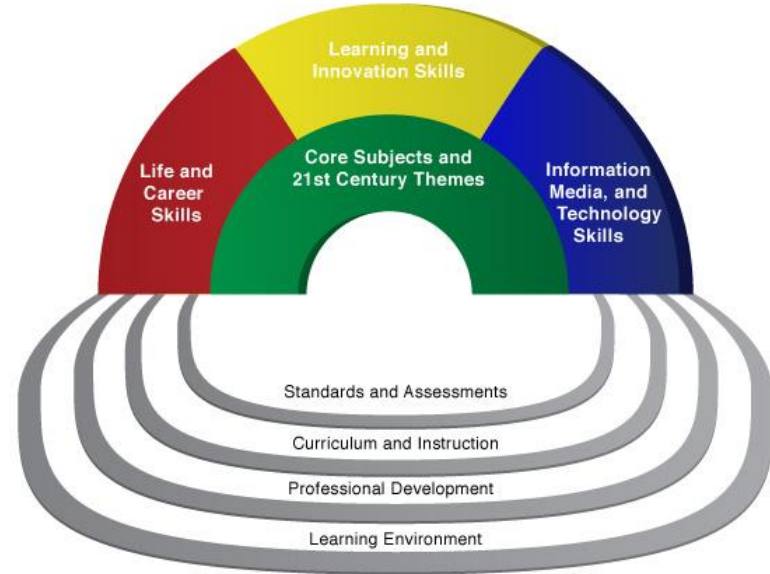 Learning and
Innovation Skills
Core Subjects and
21st Century Themes
Life and
Career
Skills
Information
Media, and
Technology
Skills
Standards and Assessments
Curriculum and Instruction
Professional Development
Learning Environment